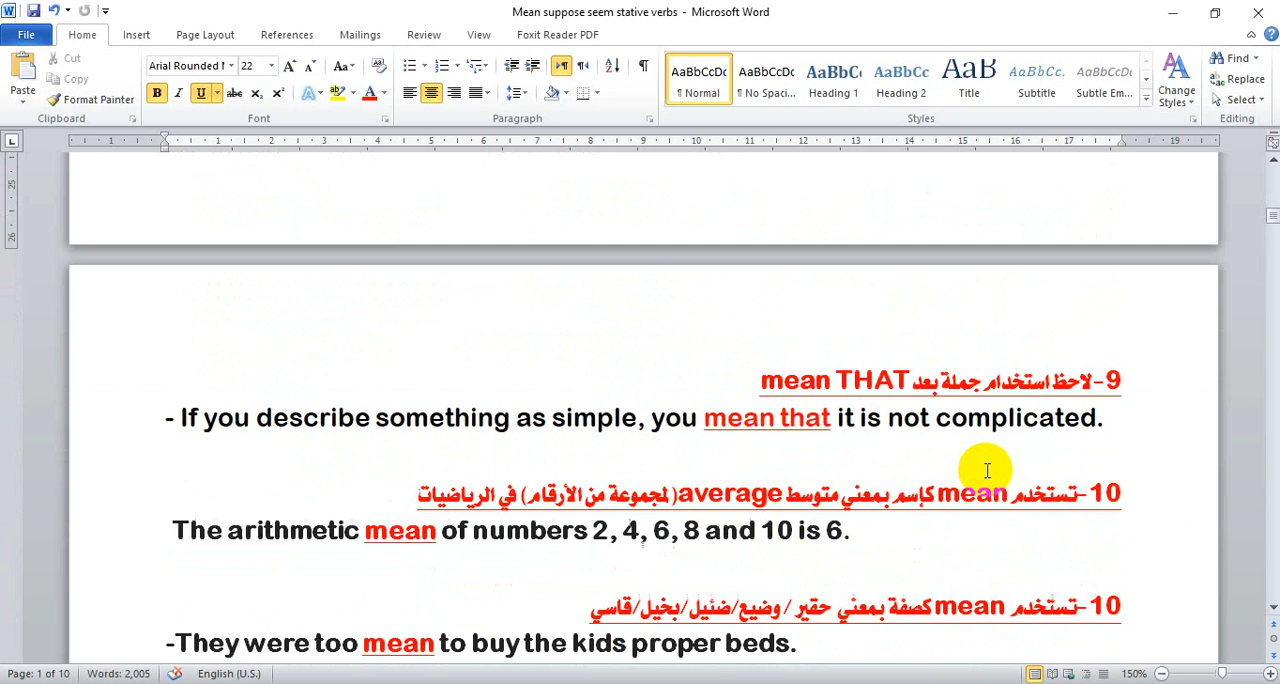 Mean suppose seem stative verbs - Microsoft Word
File Home Insert Page Layout References Mailings Review View Foxit Reader PDF
Paste
Cut
Copy
Format Painter
Clipboard
Arial Rounded 22
Font
Paragraph
AaBbCcDc AaBbCcDc AaBbC AaBbCc AaB AaBbCc. AaBbCcDc
¶ Normal ¶ No Spaci... Heading 1 Heading 2 Title Subtitle Subtle Em...
Styles
Change Styles
Find
Replace
Select
Editing
9-لاحظ استخدام جملة بعد mean THAT
- If you describe something as simple, you mean that it is not complicated.
10-تستخدم mean كإسم بمعني متوسط average(لمجموعة من الأرقام) في الرياضيات
The arithmetic mean of numbers 2, 4, 6, 8 and 10 is 6.
10-تستخدم mean كصفة بمعني حقير / وضيع/ضئيل/بخيل/قاسي
-They were too mean to buy the kids proper beds.
Page: 1 of 10 Words: 2,005 English (U.S.) 150%